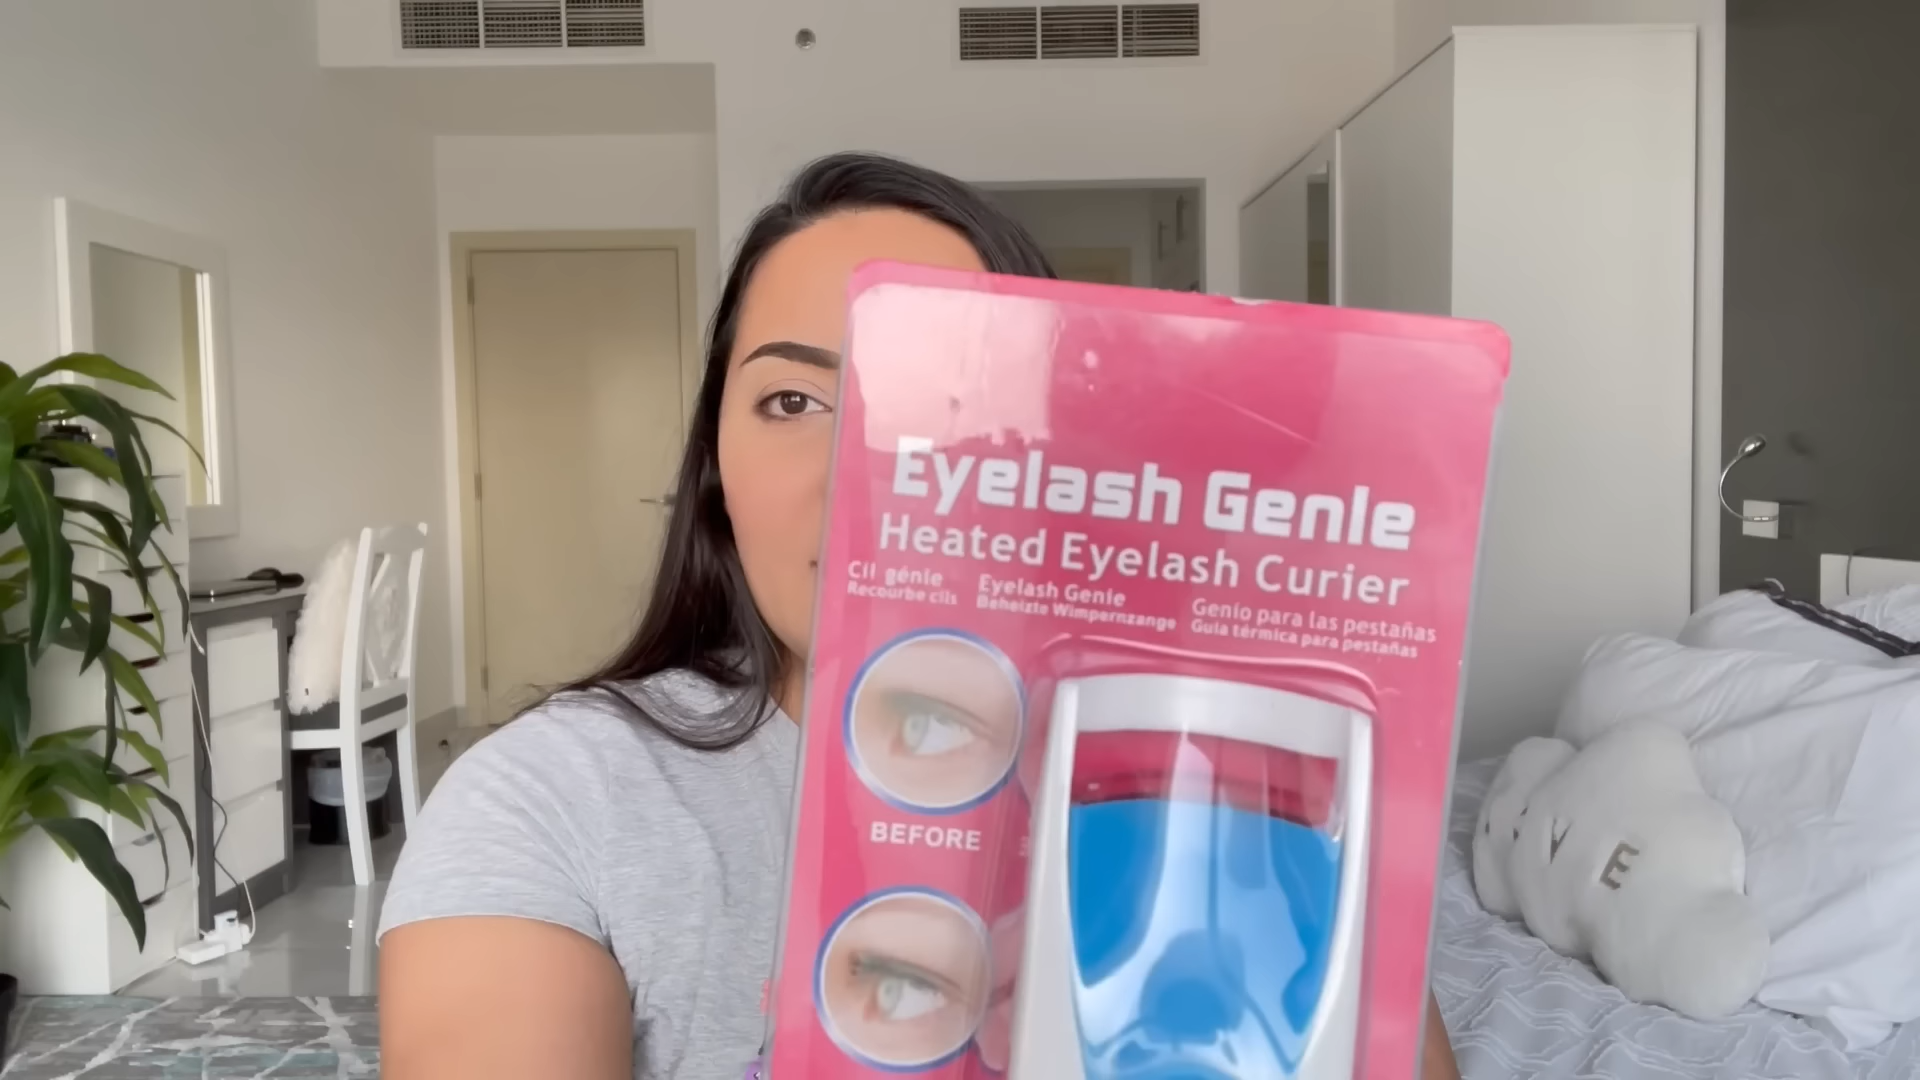 Eyelash Genle
Heated Eyelash Curier
Cil génie
Recourbe cils
Eyelash Genie
Beheizte Wimpernzange
Genio para las pestañas
Guia térmica para pestañas
BEFORE
V E